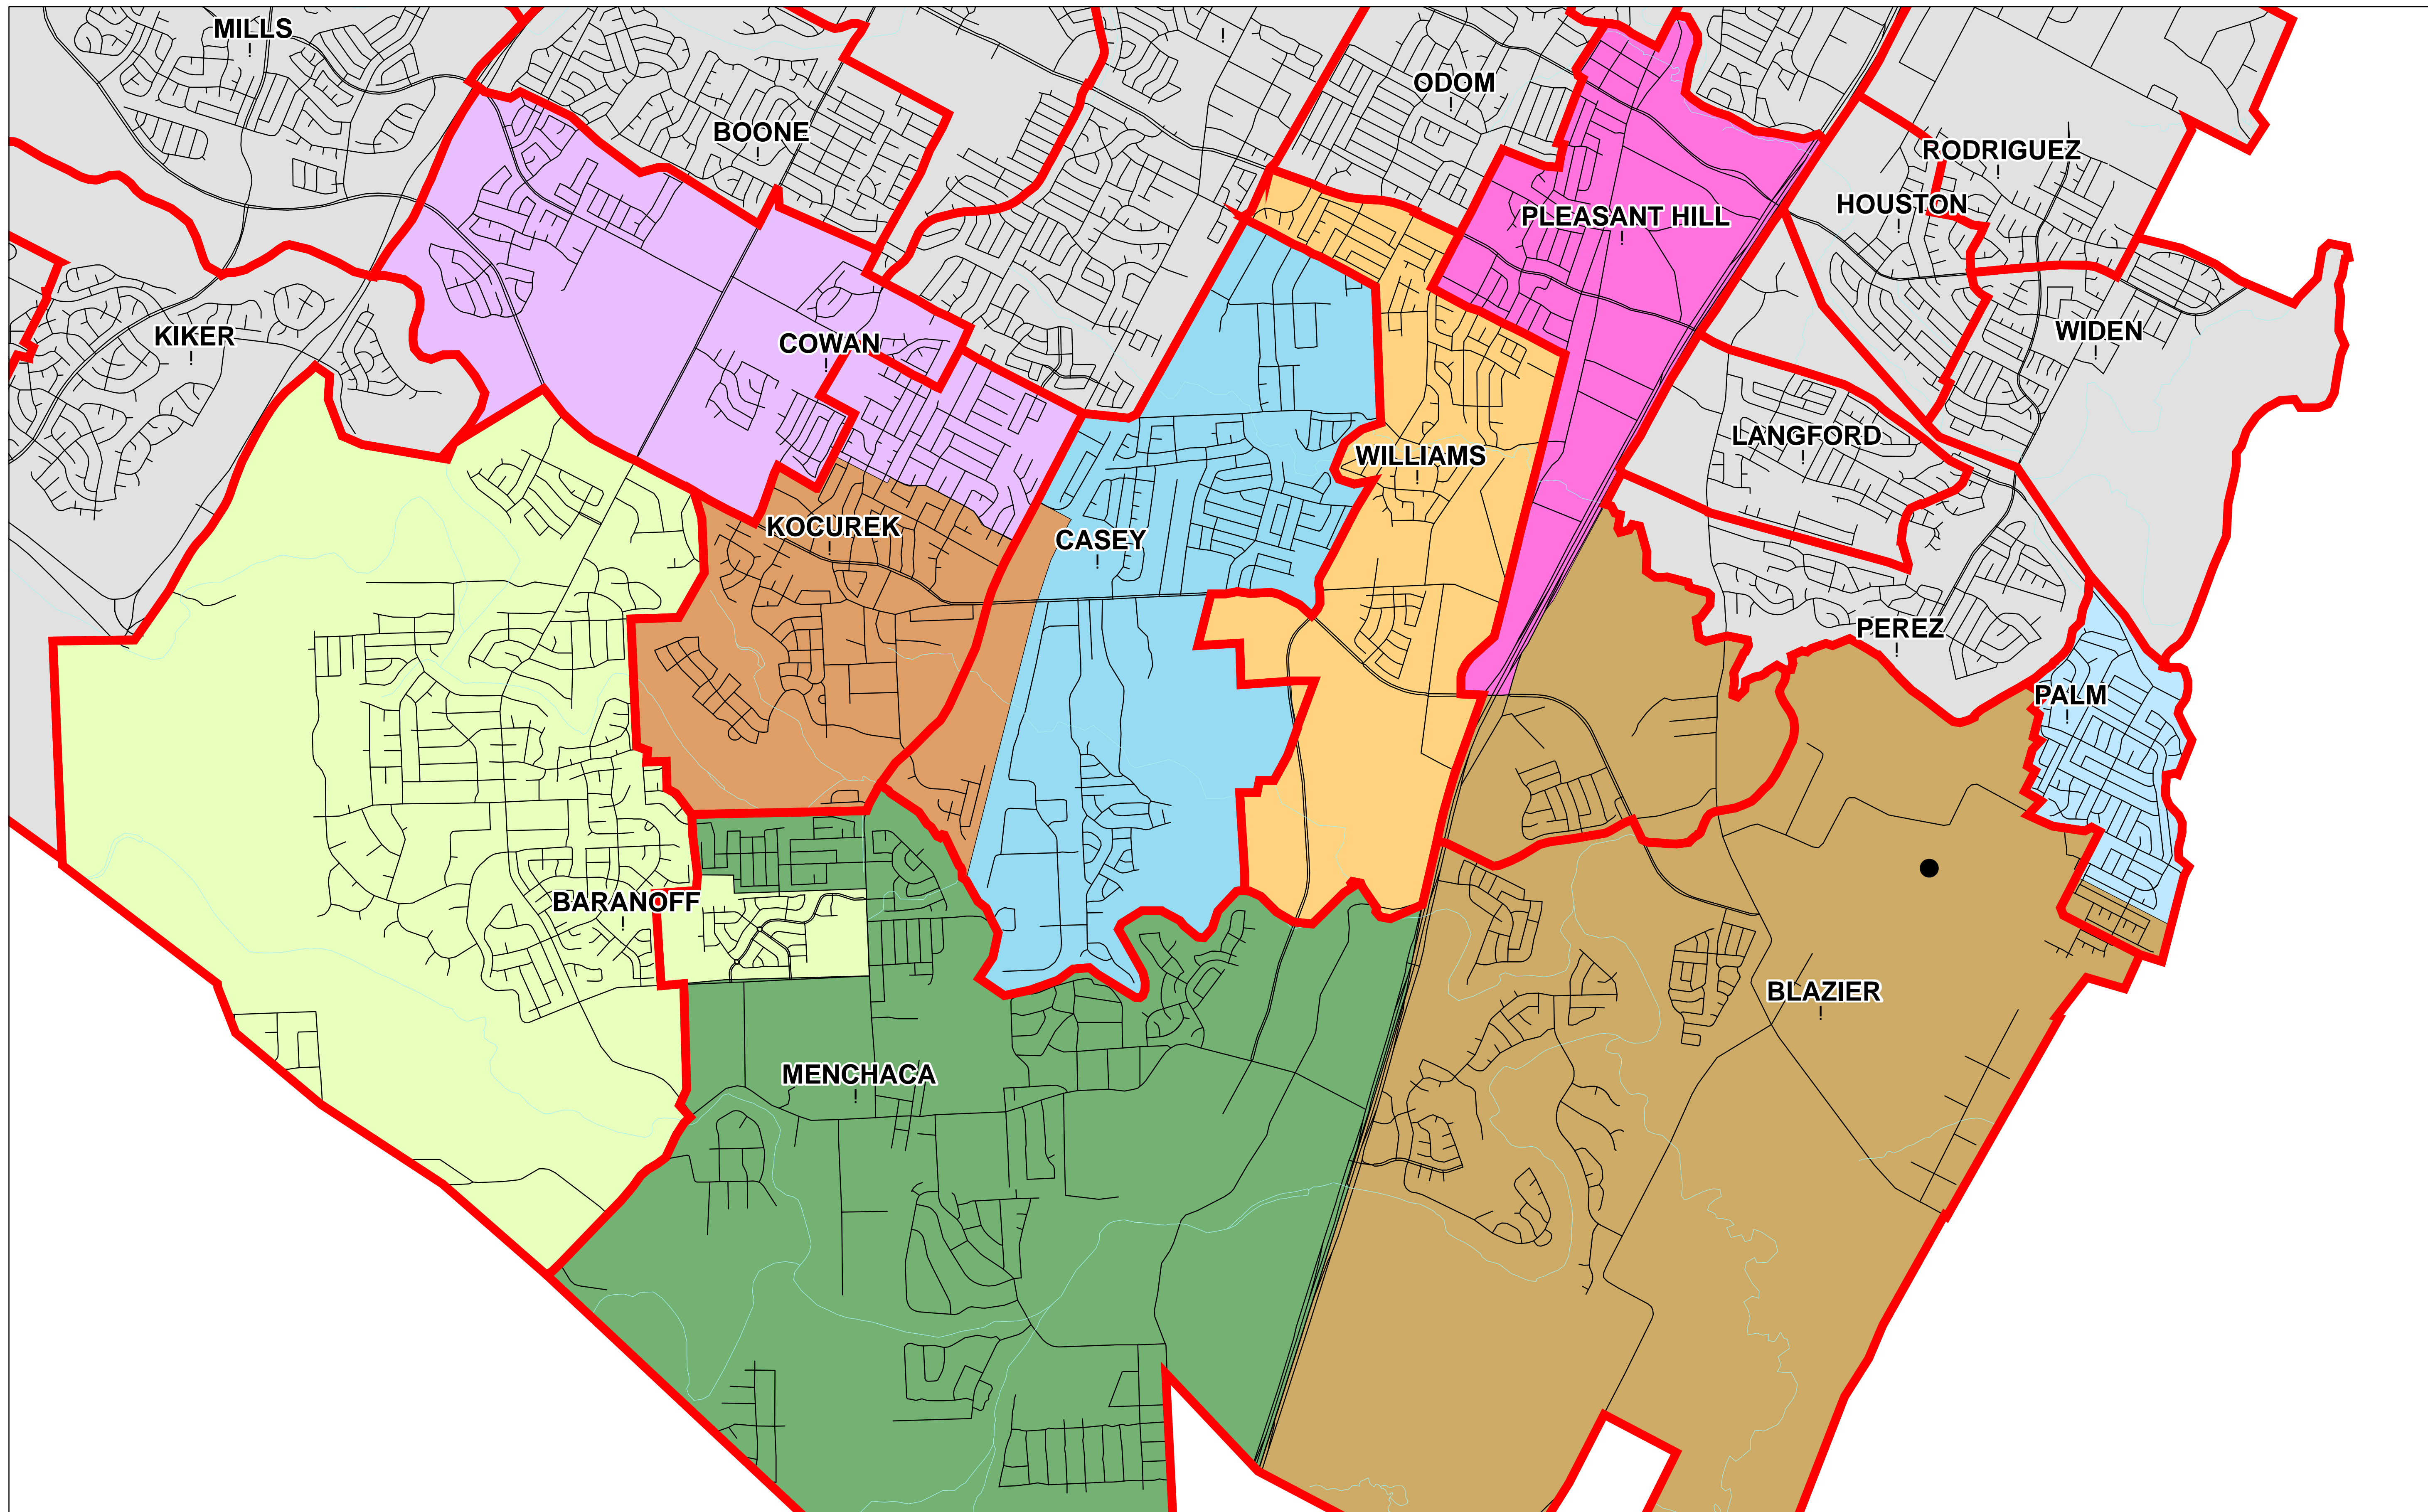 MILLS
ODOM
BOONE
RODRIGUEZ
HOUSTON
PLEASANT HILL
KIKER
COWAN
WIDEN
LANGFORD
WILLIAMS
KOCUREK
CASEY
PEREZ
PALM
BARANOFF
BLAZIER
MENCHACA